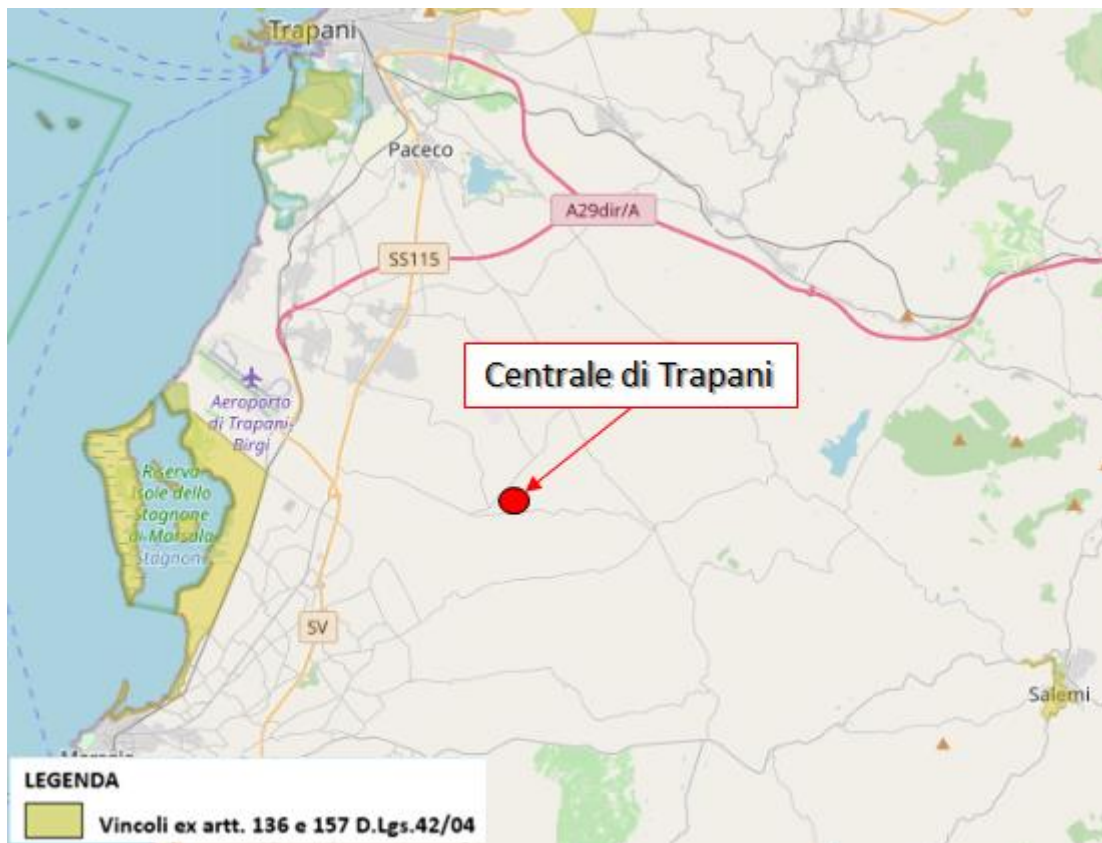 Trapani
Paceco
A29dir/A
SS115
Centrale di Trapani
Aeroporto
di Trapani-
Birgi
Riserva
Isole dello
Stagnone
di Marsala
Stagnone
SV
Salemi
LEGENDA
Vincoli ex artt. 136 e 157 D.Lgs.42/04